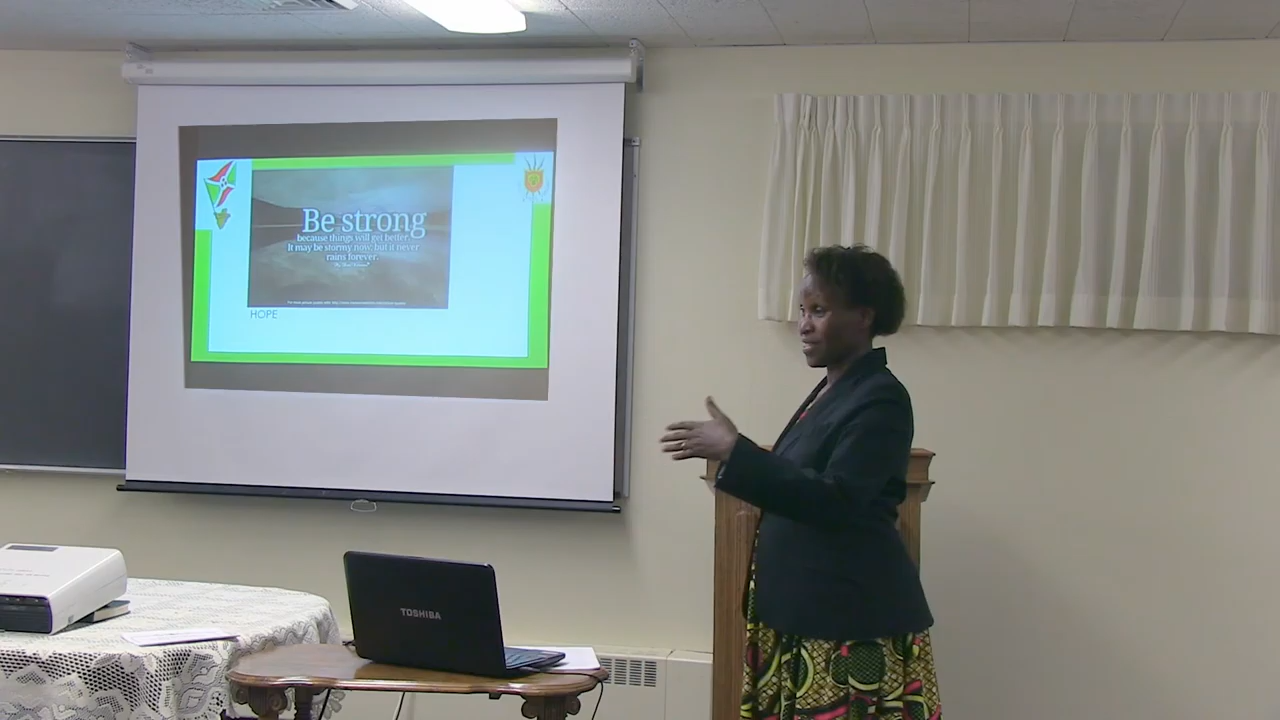 Be strong
because things will get better.
It may be stormy now, but it never
rains forever.
HOPE
TOSHIBA